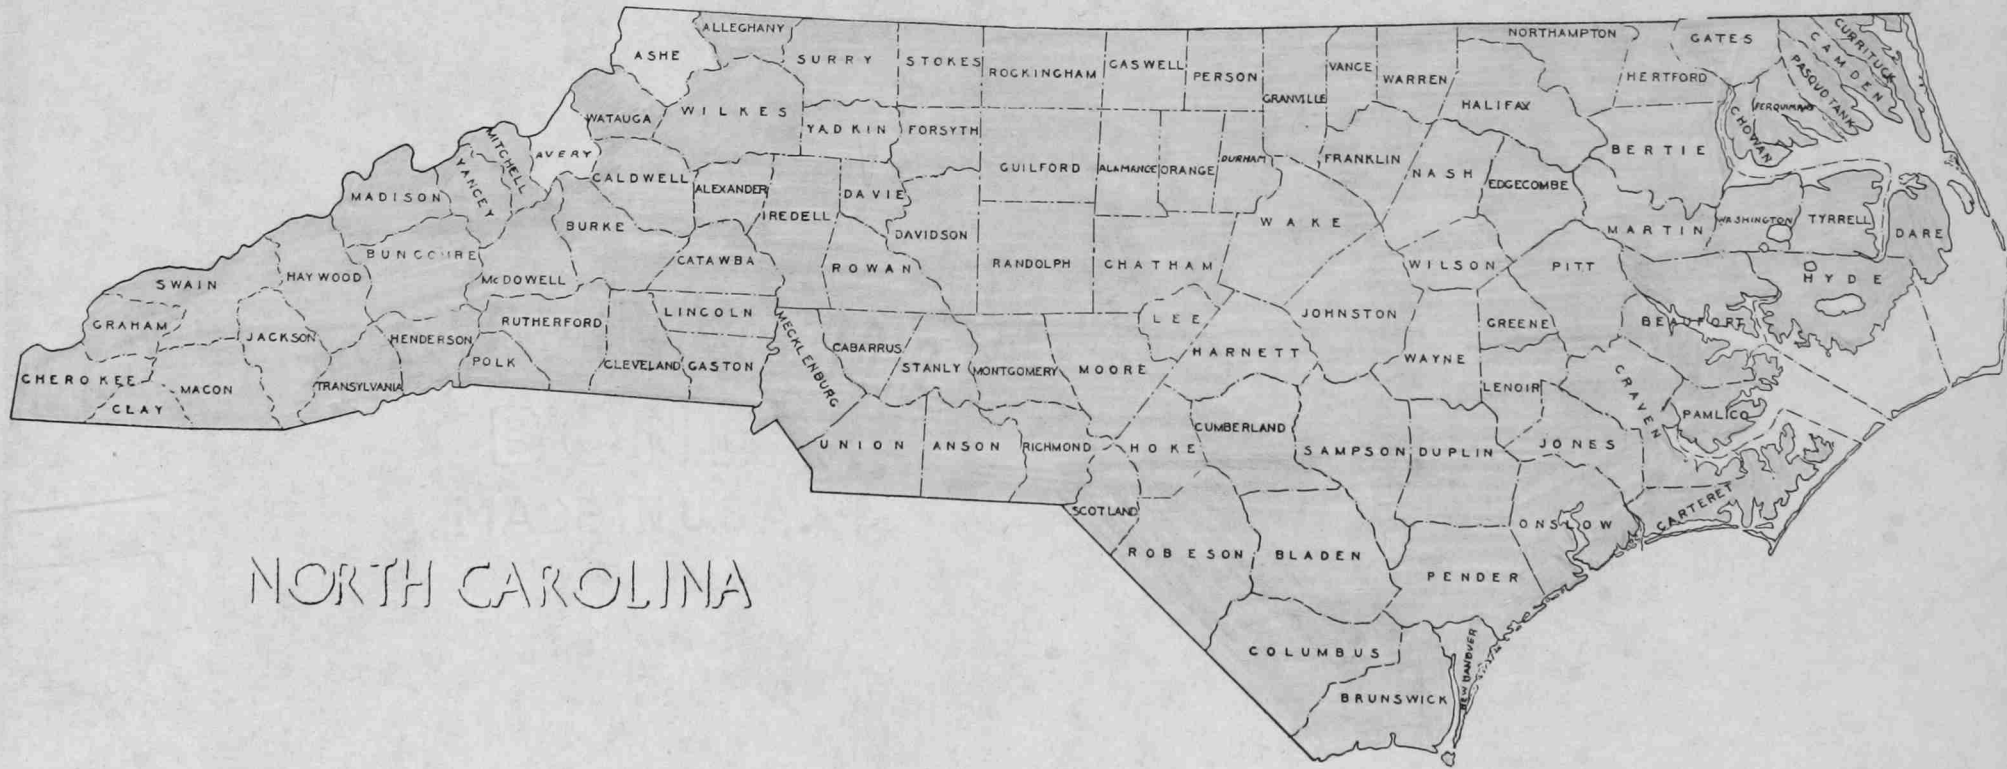 ALLEGHANY
ASHE
SURRY
STOKES
ROCKINGHAM
CASWELL
PERSON
VANCE
WARREN
NORTHAMPTON
GATES
CURRITUCK
CAMDEN
PASQUOTANK
GRANVILLE
HALIFAX
HERTFORD
PERQUIMANS
CHOWAN
WATAUGA
WILKES
YADKIN
FORSYTH
MITCHELL
AVERY
YANCEY
CALDWELL
ALEXANDER
IREDELL
DAVIE
GUILFORD
ALAMANCE
ORANGE
DURHAM
FRANKLIN
NASH
EDGECOMBE
BERTIE
MADISON
BURKE
DAVIDSON
WAKE
MARTIN
WASHINGTON
TYRRELL
DARE
BUNCOMBE
HAYWOOD
McDOWELL
CATAWBA
ROWAN
RANDOLPH
CHATHAM
WILSON
PITT
HYDE
SWAIN
GRAHAM
JACKSON
HENDERSON
RUTHERFORD
LINCOLN
MECKLENBURG
CABARRUS
LEE
JOHNSTON
GREENE
BEAUFORT
CHEROKEE
MACON
CLAY
TRANSYLVANIA
POLK
CLEVELAND
GASTON
STANLY
MONTGOMERY
MOORE
HARNETT
WAYNE
LENOIR
CRAVEN
PAMLICO
UNION
ANSON
RICHMOND
HOKE
CUMBERLAND
SAMPSON
DUPLIN
JONES
CARTERET
SCOTLAND
ROBESON
BLADEN
PENDER
ONSLOW
COLUMBUS
BRUNSWICK
NEW HANOVER
NORTH CAROLINA